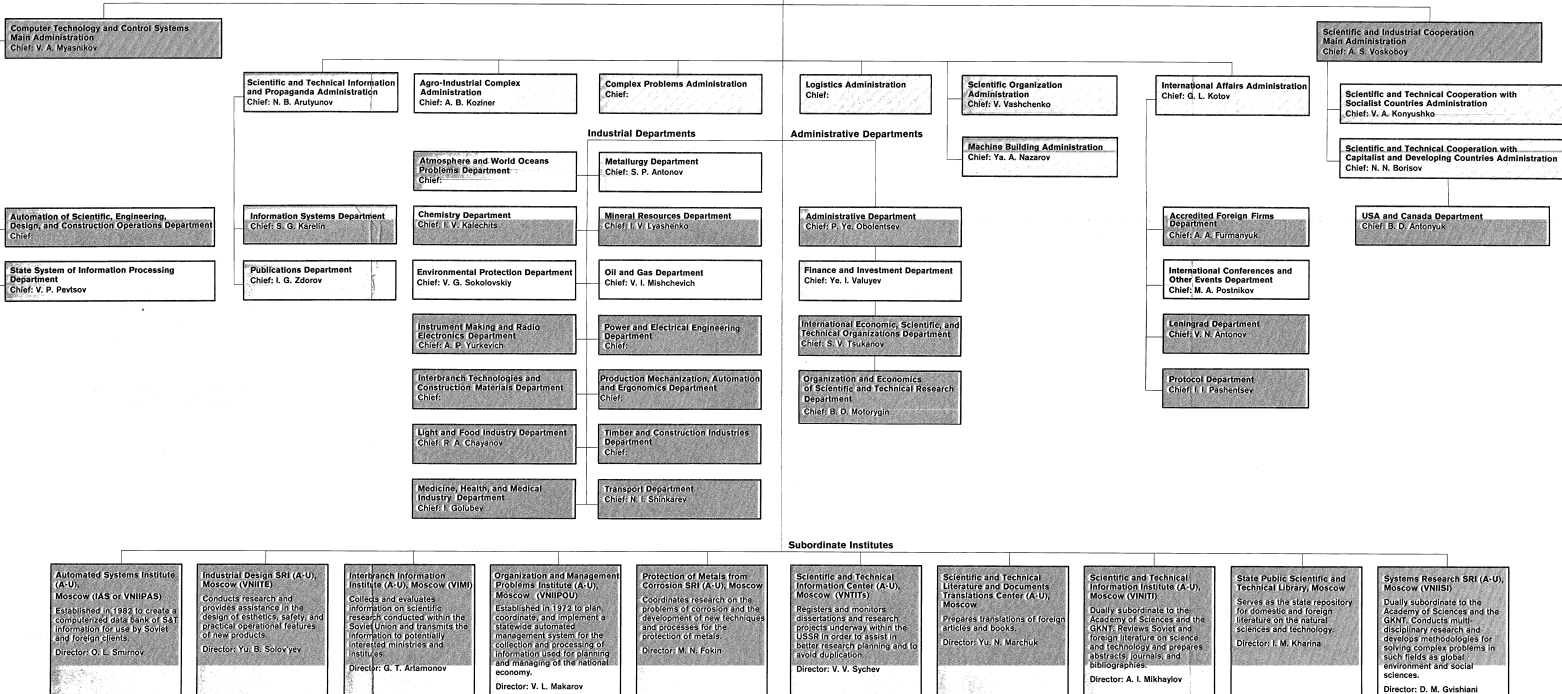 Computer Technology and Control Systems
Main Administration
Chief: V. A. Myasnikov
Scientific and Industrial Cooperation
Main Administration
Chief: A. S. Voskoboy
Scientific and Technical Information
and Propaganda Administration
Chief: N. B. Arutyunov
Agro-Industrial Complex
Administration
Chief: A. B. Koziner
Complex Problems Administration
Chief:
Logistics Administration
Chief:
Scientific Organization
Administration
Chief: V. Vashchenko
International Affairs Administration
Chief: G. L. Kotov
Scientific and Technical Cooperation with
Socialist Countries Administration
Chief: V. A. Konyushko
Industrial Departments
Administrative Departments
Machine Building Administration
Chief: Ya. A. Nazarov
Scientific and Technical Cooperation with
Capitalist and Developing Countries Administration
Chief: N. N. Borisov
Atmosphere and World Oceans
Problems Department
Chief:
Metallurgy Department
Chief: S. P. Antonov
Automation of Scientific, Engineering,
Design, and Construction Operations Department
Chief:
Information Systems Department
Chief: S. G. Karelin
Chemistry Department
Chief: I. V. Kalechits
Mineral Resources Department
Chief: I. V. Lyashenko
Administrative Department
Chief: P. Ye. Obolentsev
Accredited Foreign Firms
Department
Chief: A. A. Furmanyuk
USA and Canada Department
Chief: B. D. Antonyuk
State System of Information Processing
Department
Chief: V. P. Pevtsov
Publications Department
Chief: I. G. Zdorov
Environmental Protection Department
Chief: V. G. Sokolovskiy
Oil and Gas Department
Chief: V. I. Mishchevich
Finance and Investment Department
Chief: Ye. I. Valuyev
International Conferences and
Other Events Department
Chief: M. A. Postnikov
Instrument Making and Radio
Electronics Department
Chief: A. P. Yurkevich
Power and Electrical Engineering
Department
Chief:
International Economic, Scientific, and
Technical Organizations Department
Chief: S. V. Tsukanov
Leningrad Department
Chief: V. N. Antonov
Interbranch Technologies and
Construction Materials Department
Chief:
Production Mechanization, Automation
and Ergonomics Department
Chief:
Organization and Economics
of Scientific and Technical Research
Department
Chief: B. D. Motorygin
Protocol Department
Chief: I. I. Pashentsev
Light and Food Industry Department
Chief: R. A. Chayanov
Timber and Construction Industries
Department
Chief:
Medicine, Health, and Medical
Industry Department
Chief: I. Golubev
Transport Department
Chief: N. I. Shinkarev
Subordinate Institutes
Automated Systems Institute
(A-U),
Moscow (IAS or VNIIPAS)
Established in 1982 to create a
computerized data bank of S&T
information for use by Soviet
and foreign clients.
Director: O. L. Smirnov
Industrial Design SRI (A-U),
Moscow (VNIITE)
Conducts research and
provides assistance in the
design of esthetics, safety, and
practical operational features
of new products.
Director: Yu. B. Solov'yev
Interbranch Information
Institute (A-U), Moscow (VIMI)
Collects and evaluates
information on scientific
research conducted within the
Soviet Union and transmits the
information to potentially
interested ministries and
institutes.
Director: G. T. Artamonov
Organization and Management
Problems Institute (A-U),
Moscow (VNIIPOU)
Established in 1972 to plan,
coordinate, and implement a
statewide automated
management system for the
collection and processing of
information used for planning
and managing of the national
economy.
Director: V. L. Makarov
Protection of Metals from
Corrosion SRI (A-U), Moscow
Coordinates research on the
problems of corrosion and the
development of new techniques
and processes for the
protection of metals.
Director: M. N. Fokin
Scientific and Technical
Information Center (A-U),
Moscow (VNTITs)
Registers and monitors
dissertations and research
projects underway within the
USSR in order to assist in
better research planning and to
avoid duplication.
Director: V. V. Sychev
Scientific and Technical
Literature and Documents
Translations Center (A-U),
Moscow
Prepares translations of foreign
articles and books.
Director: Yu. N. Marchuk
Scientific and Technical
Information Institute (A-U),
Moscow (VINITI)
Dually subordinate to the
Academy of Sciences and the
GKNT. Reviews Soviet and
foreign literature on science
and technology and prepares
abstracts, journals, and
bibliographies.
Director: A. I. Mikhaylov
State Public Scientific and
Technical Library, Moscow
Serves as the state repository
for domestic and foreign
literature on the natural
sciences and technology.
Director: I. M. Kharina
Systems Research SRI (A-U),
Moscow (VNIISI)
Dually subordinate to the
Academy of Sciences and the
GKNT. Conducts multi-
disciplinary research and
develops methodologies for
solving complex problems in
such fields as global
environment and social
sciences.
Director: D. M. Gvishiani